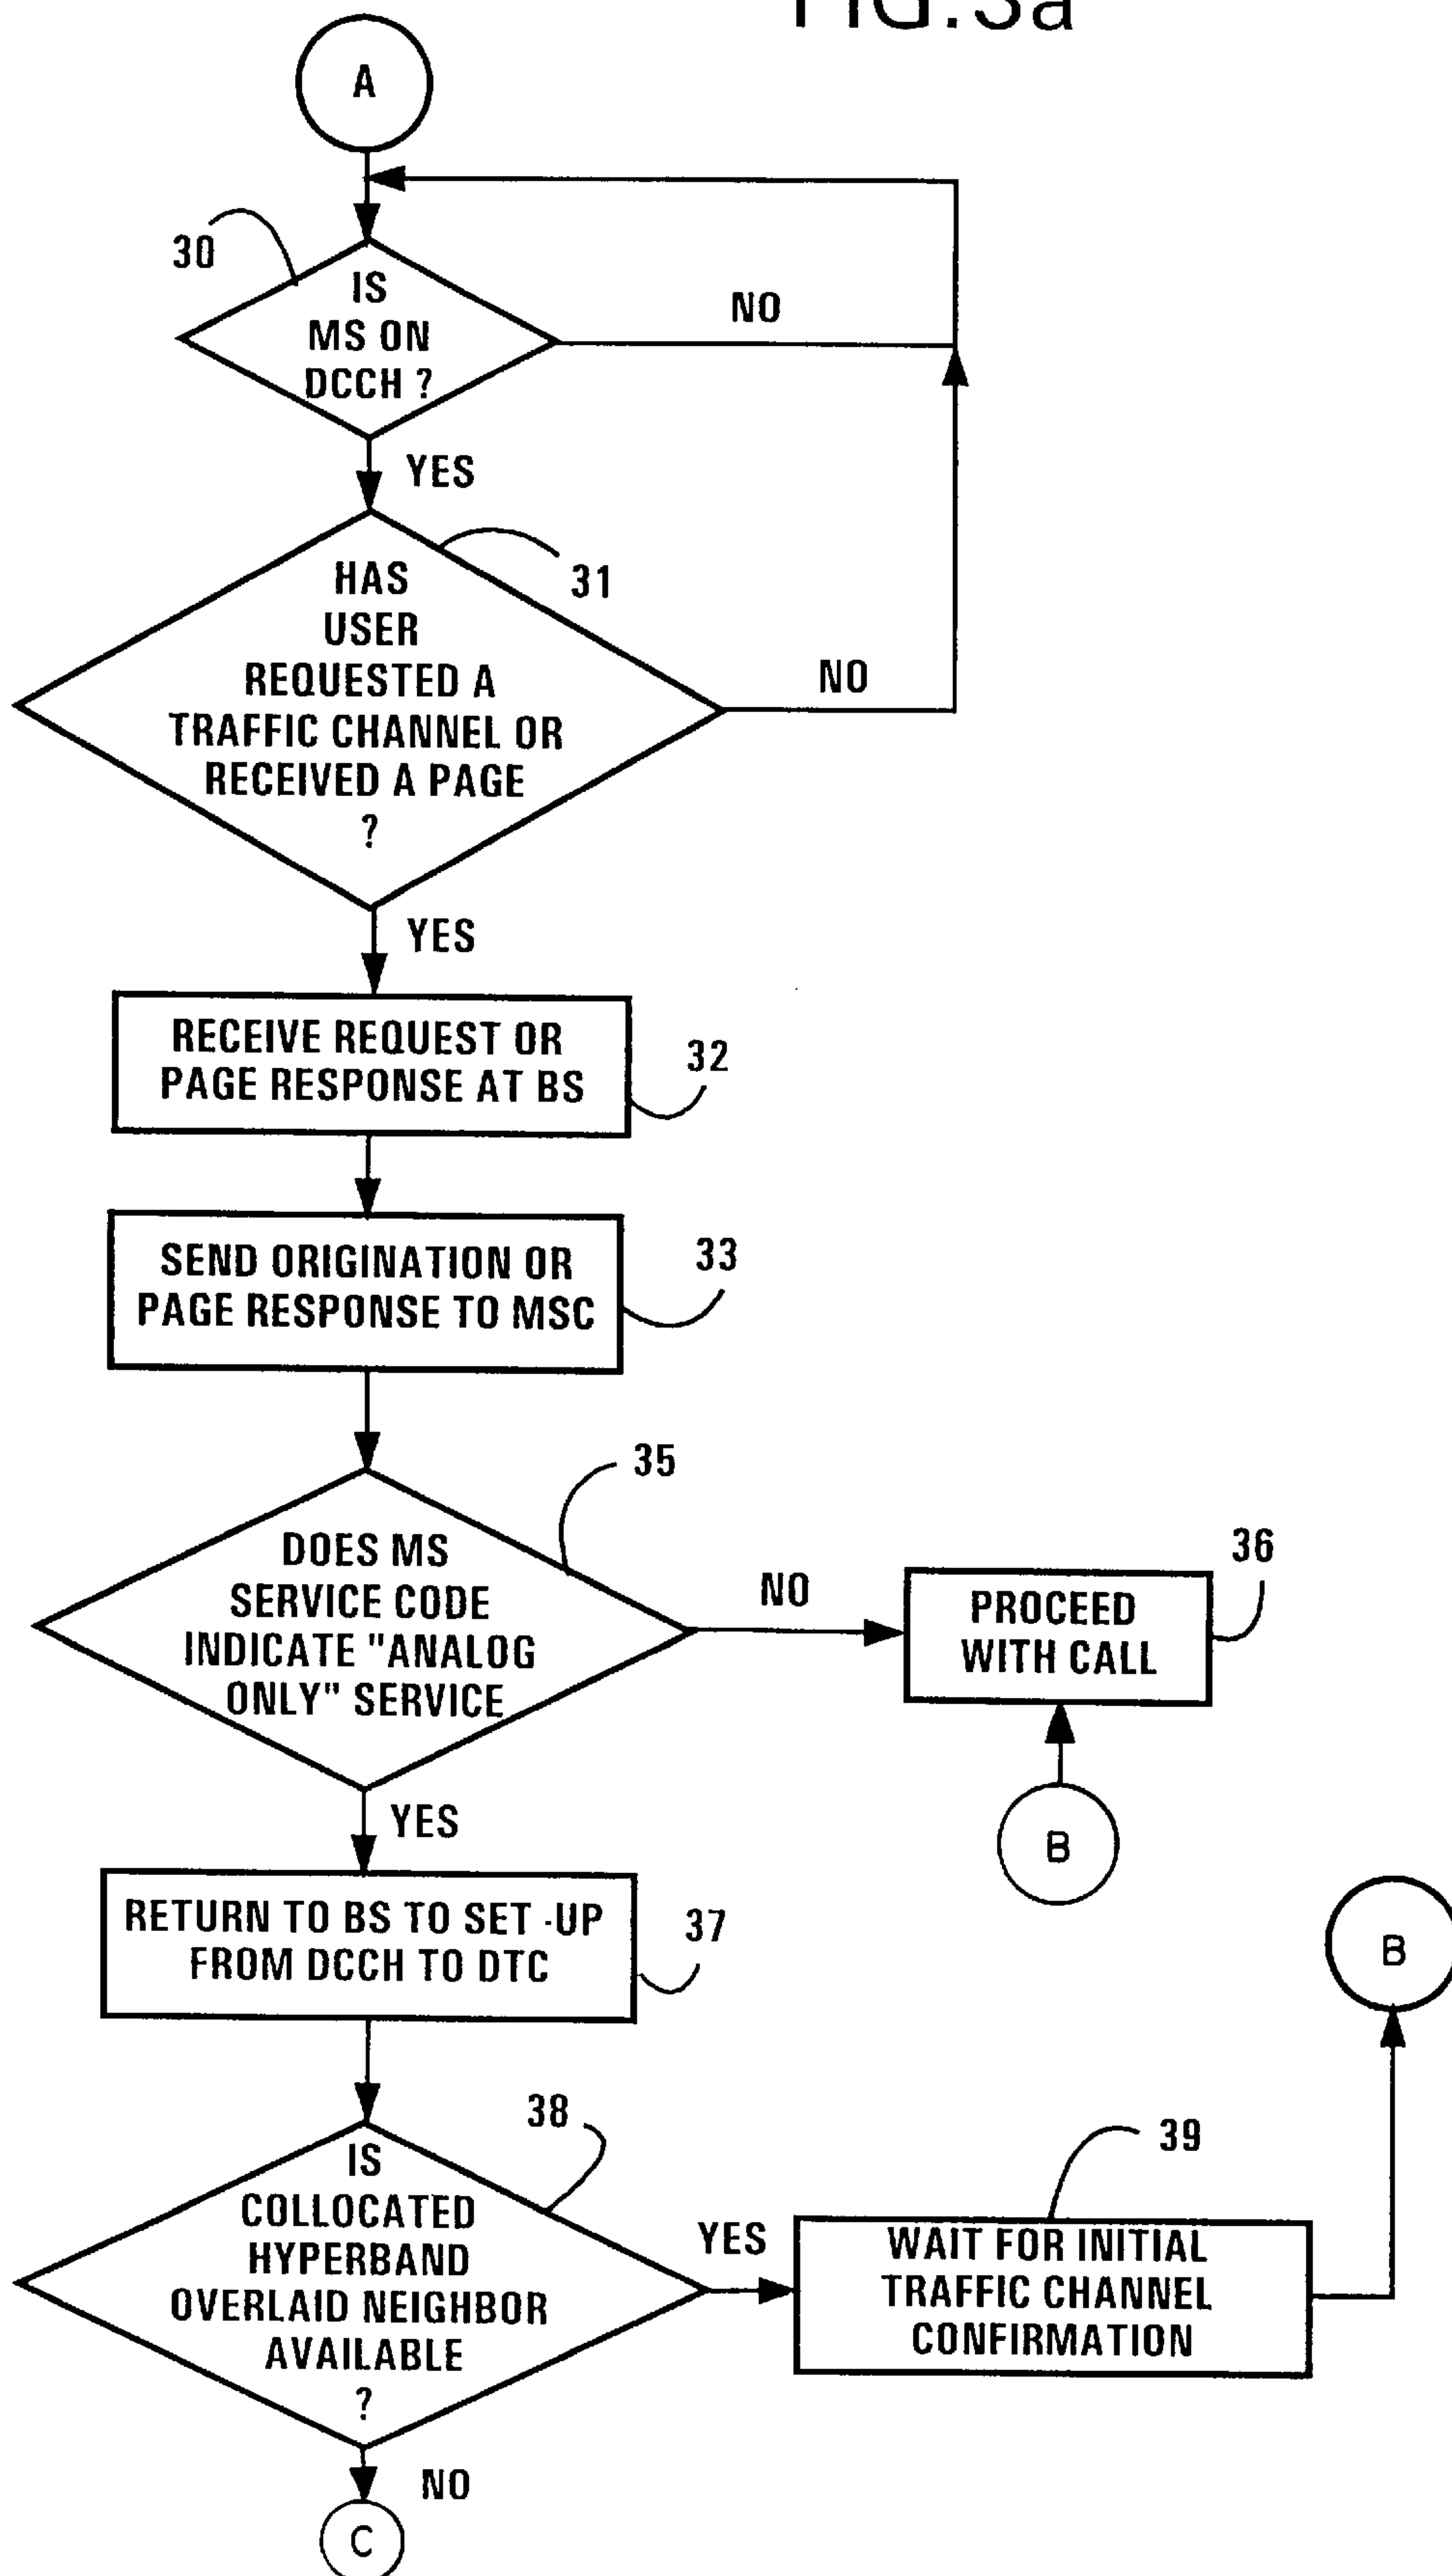 FIG.3a
A
30
IS
MS ON
DCCH ?
NO
YES
31
HAS
USER
REQUESTED A
TRAFFIC CHANNEL OR
RECEIVED A PAGE
?
NO
YES
RECEIVE REQUEST OR
PAGE RESPONSE AT BS
32
SEND ORIGINATION OR
PAGE RESPONSE TO MSC
33
35
DOES MS
SERVICE CODE
INDICATE "ANALOG
ONLY" SERVICE
NO
36
PROCEED
WITH CALL
B
YES
RETURN TO BS TO SET -UP
FROM DCCH TO DTC
37
B
38
IS
COLLOCATED
HYPERBAND
OVERLAID NEIGHBOR
AVAILABLE
?
YES
39
WAIT FOR INITIAL
TRAFFIC CHANNEL
CONFIRMATION
NO
C